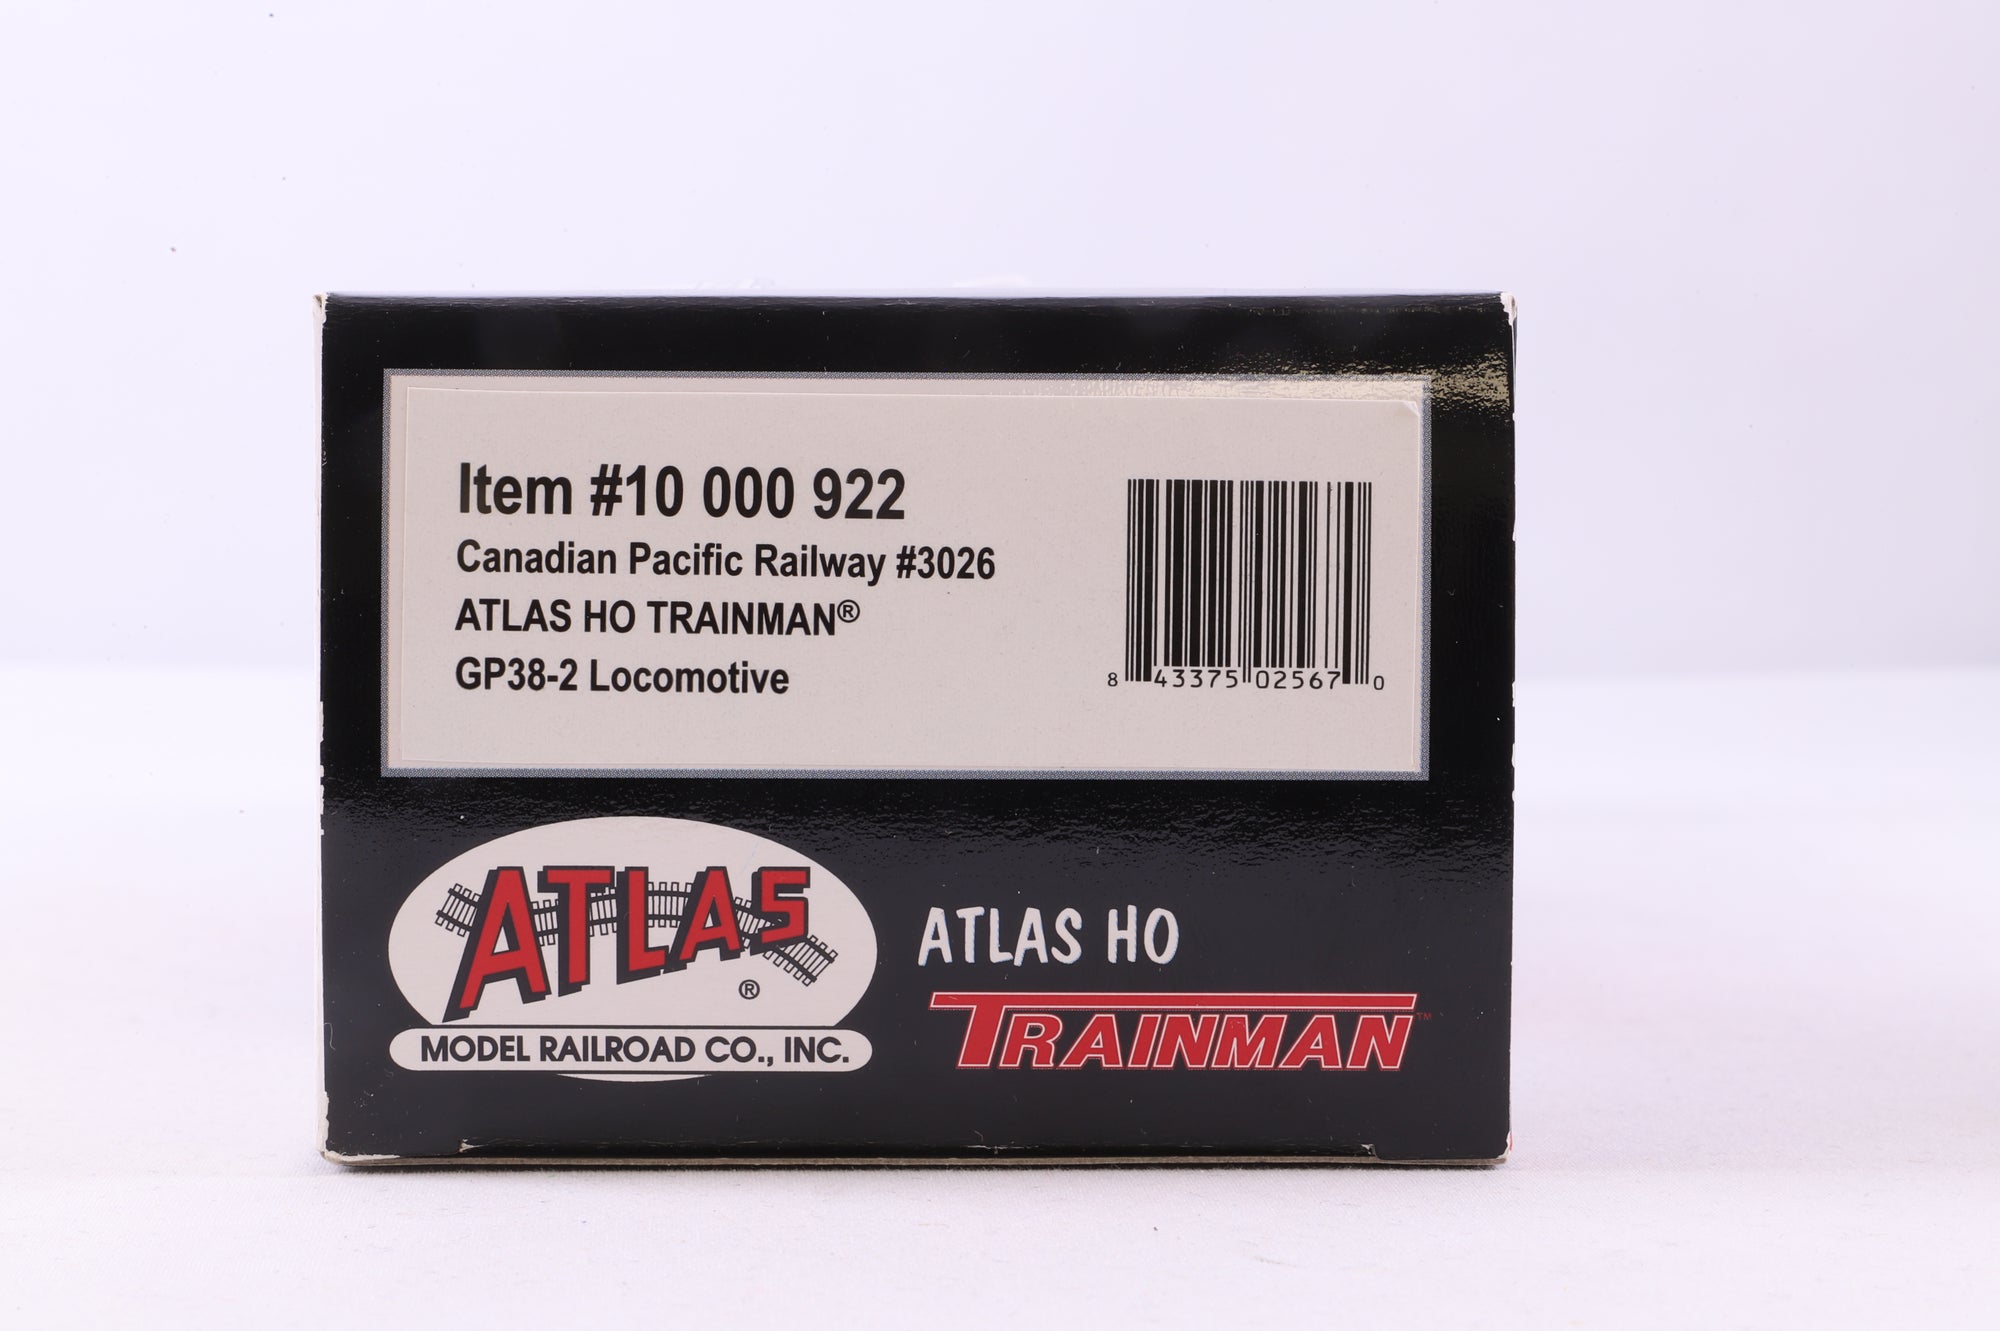 Item #10 000 922
Canadian Pacific Railway #3026
ATLAS HO TRAINMAN®
GP38-2 Locomotive
8 43375 02567 0
ATLAS
®
MODEL RAILROAD CO., INC.
ATLAS HO
TRAINMAN™